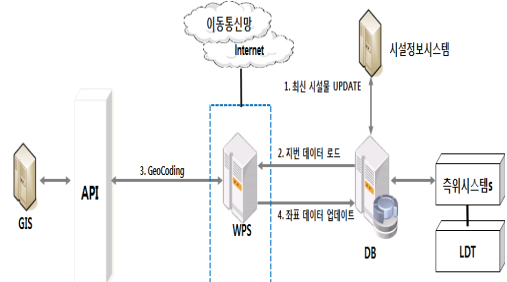 이동통신망
Internet
시설정보시스템
1. 최신 시설물 UPDATE
2. 지번 데이터 로드
3. GeoCoding
4. 좌표 데이터 업데이트
API
GIS
WPS
DB
측위시스템s
LDT